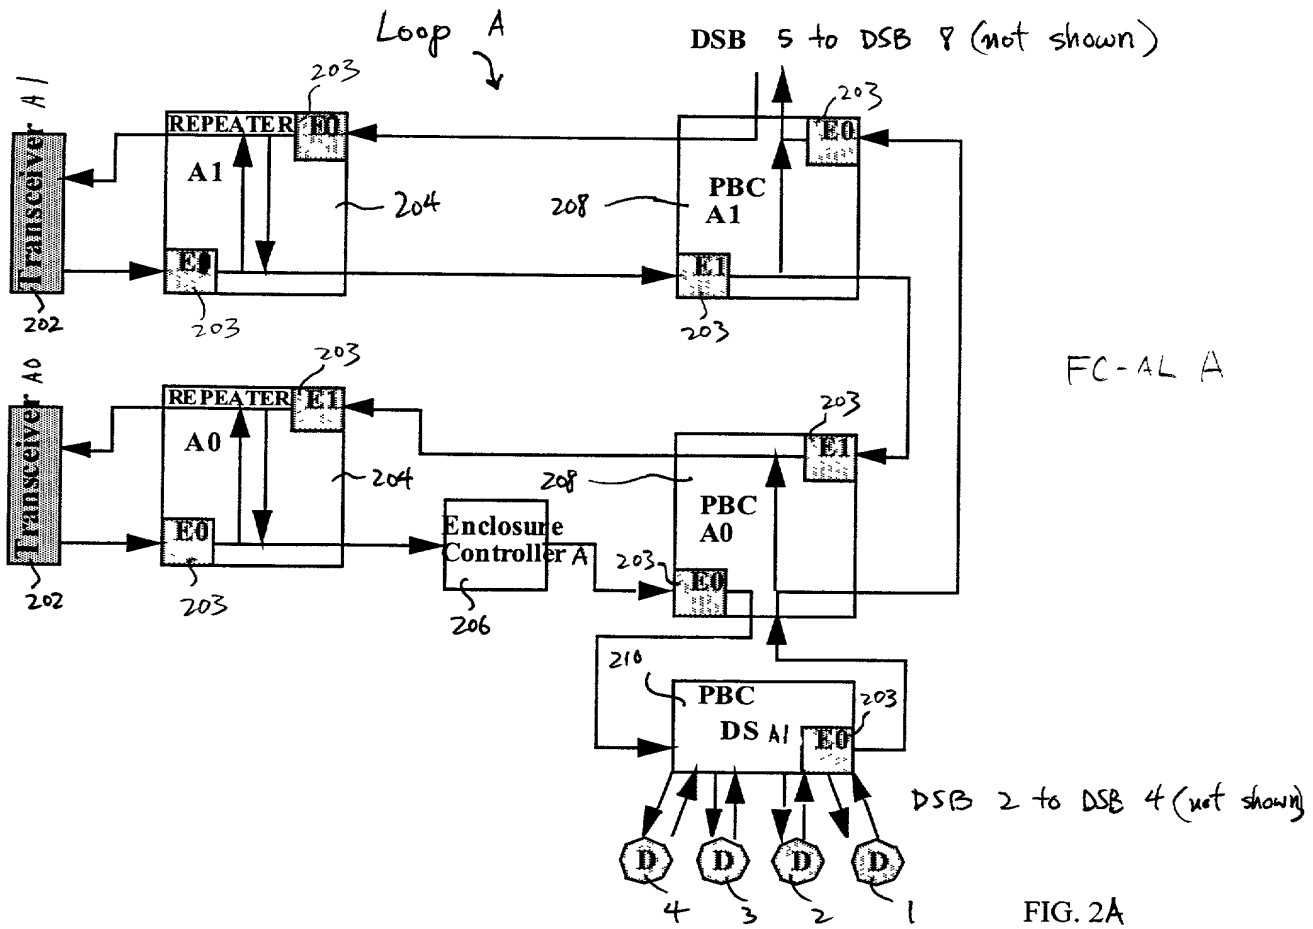 Loop A
DSB 5 to DSB 8 (not shown)
Transceiver A1
202
REPEATER
A1
E0
203
204
E0
203
PBC
A1
208
E0
203
E1
203
FC-AL A
Transceiver A0
202
REPEATER
A0
E1
203
204
E0
203
Enclosure
Controller A
206
PBC
A0
208
E1
203
203
E0
210
PBC
DS A1
E0
203
DSB 2 to DSB 4 (not shown)
D
D
D
D
4
3
2
1
FIG. 2A